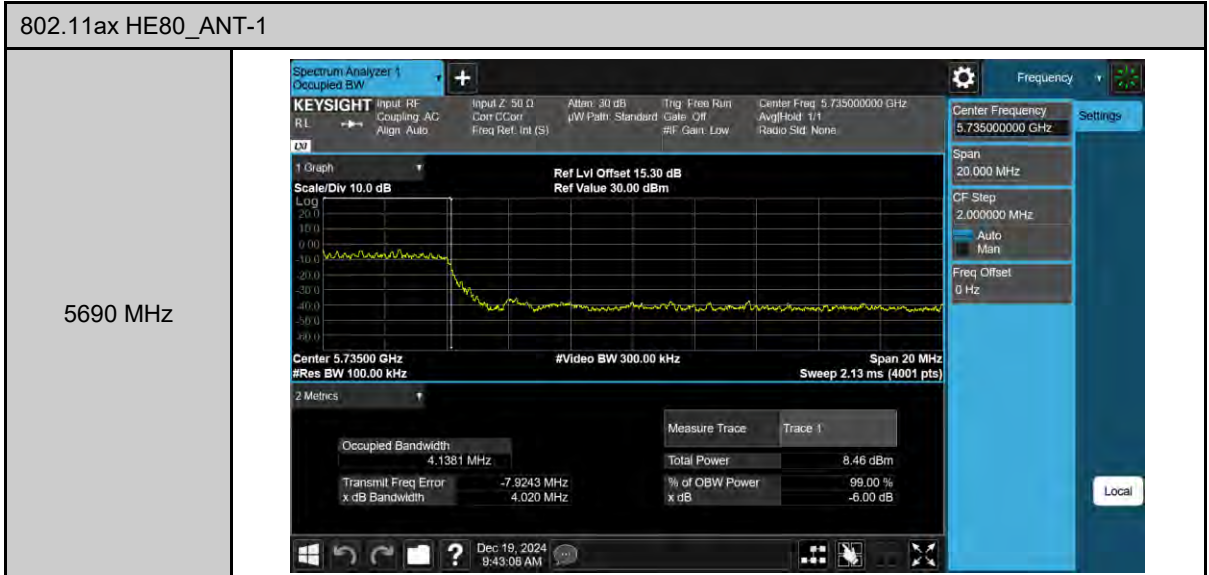 802.11ax HE80_ANT-1
5690 MHz
Spectrum Analyzer 1
Occupied BW
Frequency
KEYSIGHT Input: RF Input Z: 50 Ω Atten: 30 dB Trig: Free Run Center Freq: 5.735000000 GHz
RL Coupling: AC Corr CCorr µW Path: Standard Gate: Off Avg|Hold: 1/1
Align: Auto Freq Ref: Int (S) #IF Gain: Low Radio Std: None
LXI
Center Frequency
5.735000000 GHz
Settings
Span
20.000 MHz
CF Step
2.000000 MHz
Auto
Man
Freq Offset
0 Hz
Local
1 Graph
Ref Lvl Offset 15.30 dB
Scale/Div 10.0 dB Ref Value 30.00 dBm
Log
20.0
10.0
0.00
-10.0
-20.0
-30.0
-40.0
-50.0
-60.0
Center 5.73500 GHz #Video BW 300.00 kHz Span 20 MHz
#Res BW 100.00 kHz Sweep 2.13 ms (4001 pts)
2 Metrics
Measure Trace Trace 1
Occupied Bandwidth
4.1381 MHz
Total Power 8.46 dBm
Transmit Freq Error -7.9243 MHz % of OBW Power 99.00 %
x dB Bandwidth 4.020 MHz x dB -6.00 dB
? Dec 19, 2024
9:43:06 AM